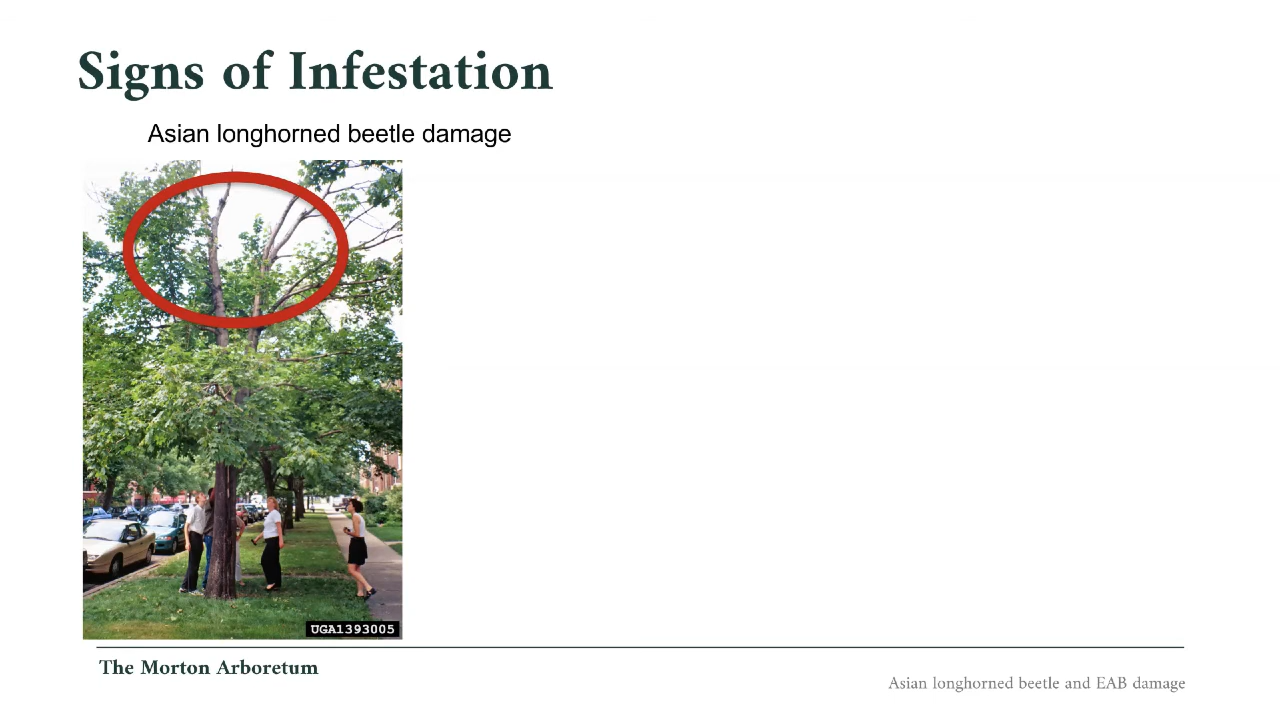 Signs of Infestation
Asian longhorned beetle damage
UGA1393005
The Morton Arboretum
Asian longhorned beetle and EAB damage